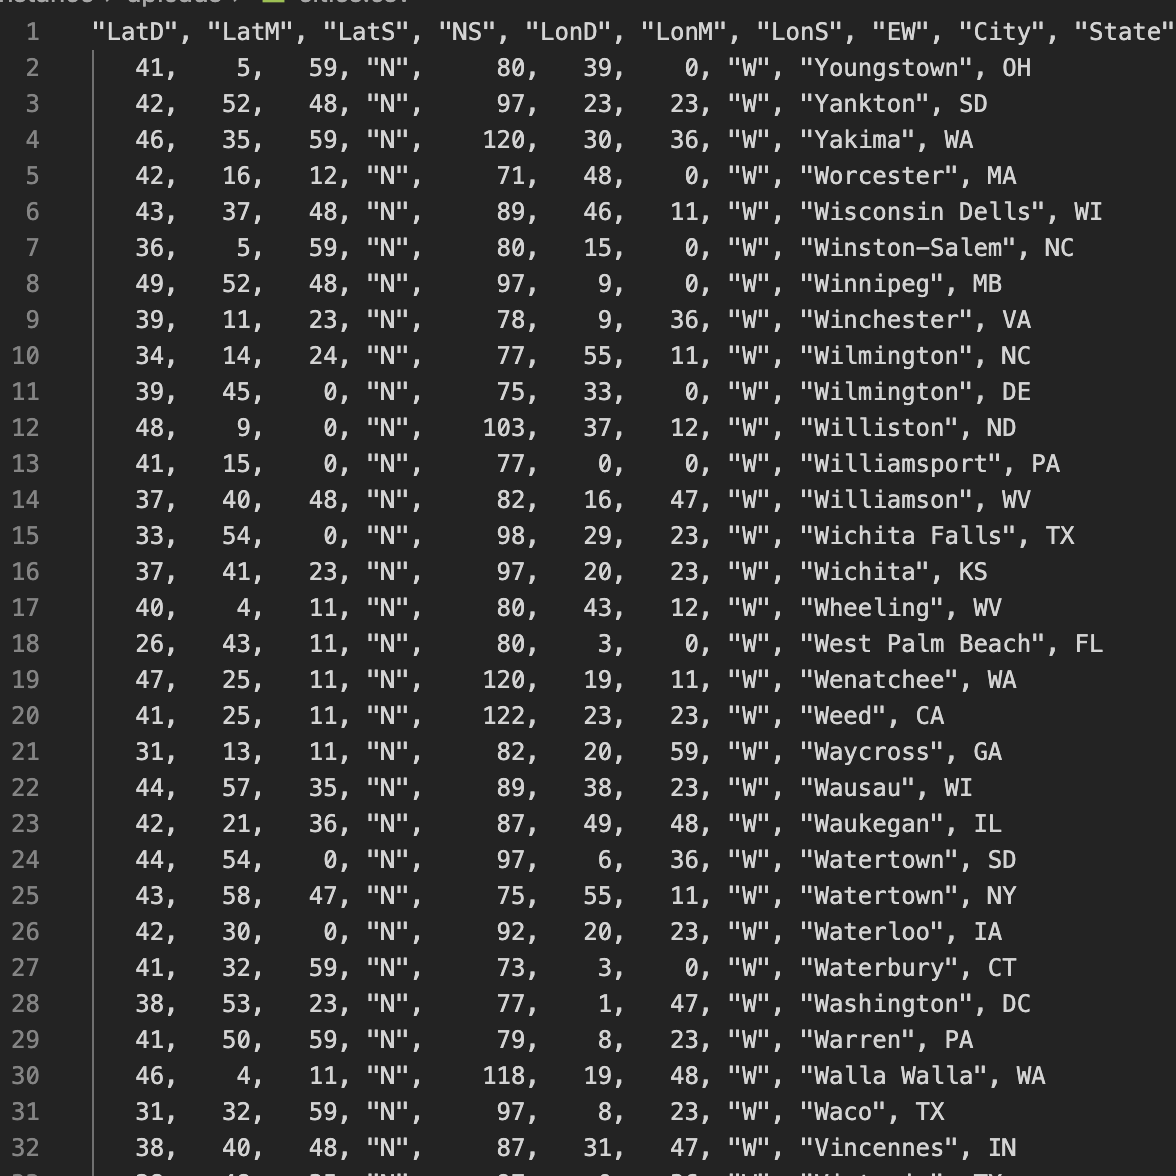 1 "LatD", "LatM", "LatS", "NS", "LonD", "LonM", "LonS", "EW", "City", "State"
2 41, 5, 59, "N", 80, 39, 0, "W", "Youngstown", OH
3 42, 52, 48, "N", 97, 23, 23, "W", "Yankton", SD
4 46, 35, 59, "N", 120, 30, 36, "W", "Yakima", WA
5 42, 16, 12, "N", 71, 48, 0, "W", "Worcester", MA
6 43, 37, 48, "N", 89, 46, 11, "W", "Wisconsin Dells", WI
7 36, 5, 59, "N", 80, 15, 0, "W", "Winston-Salem", NC
8 49, 52, 48, "N", 97, 9, 0, "W", "Winnipeg", MB
9 39, 11, 23, "N", 78, 9, 36, "W", "Winchester", VA
10 34, 14, 24, "N", 77, 55, 11, "W", "Wilmington", NC
11 39, 45, 0, "N", 75, 33, 0, "W", "Wilmington", DE
12 48, 9, 0, "N", 103, 37, 12, "W", "Williston", ND
13 41, 15, 0, "N", 77, 0, 0, "W", "Williamsport", PA
14 37, 40, 48, "N", 82, 16, 47, "W", "Williamson", WV
15 33, 54, 0, "N", 98, 29, 23, "W", "Wichita Falls", TX
16 37, 41, 23, "N", 97, 20, 23, "W", "Wichita", KS
17 40, 4, 11, "N", 80, 43, 12, "W", "Wheeling", WV
18 26, 43, 11, "N", 80, 3, 0, "W", "West Palm Beach", FL
19 47, 25, 11, "N", 120, 19, 11, "W", "Wenatchee", WA
20 41, 25, 11, "N", 122, 23, 23, "W", "Weed", CA
21 31, 13, 11, "N", 82, 20, 59, "W", "Waycross", GA
22 44, 57, 35, "N", 89, 38, 23, "W", "Wausau", WI
23 42, 21, 36, "N", 87, 49, 48, "W", "Waukegan", IL
24 44, 54, 0, "N", 97, 6, 36, "W", "Watertown", SD
25 43, 58, 47, "N", 75, 55, 11, "W", "Watertown", NY
26 42, 30, 0, "N", 92, 20, 23, "W", "Waterloo", IA
27 41, 32, 59, "N", 73, 3, 0, "W", "Waterbury", CT
28 38, 53, 23, "N", 77, 1, 47, "W", "Washington", DC
29 41, 50, 59, "N", 79, 8, 23, "W", "Warren", PA
30 46, 4, 11, "N", 118, 19, 48, "W", "Walla Walla", WA
31 31, 32, 59, "N", 97, 8, 23, "W", "Waco", TX
32 38, 40, 48, "N", 87, 31, 47, "W", "Vincennes", IN